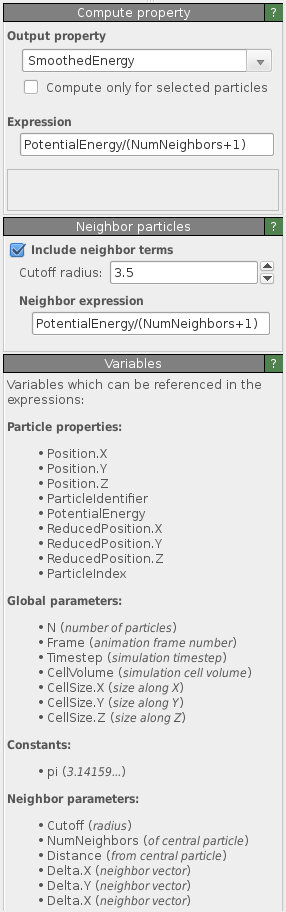 Compute property ?
Output property
SmoothedEnergy
Compute only for selected particles
Expression
PotentialEnergy/(NumNeighbors+1)
Neighbor particles ?
Include neighbor terms
Cutoff radius: 3.5
Neighbor expression
PotentialEnergy/(NumNeighbors+1)
Variables ?
Variables which can be referenced in the
expressions:
Particle properties:
• Position.X
• Position.Y
• Position.Z
• ParticleIdentifier
• PotentialEnergy
• ReducedPosition.X
• ReducedPosition.Y
• ReducedPosition.Z
• ParticleIndex
Global parameters:
• N (number of particles)
• Frame (animation frame number)
• Timestep (simulation timestep)
• CellVolume (simulation cell volume)
• CellSize.X (size along X)
• CellSize.Y (size along Y)
• CellSize.Z (size along Z)
Constants:
• pi (3.14159...)
Neighbor parameters:
• Cutoff (radius)
• NumNeighbors (of central particle)
• Distance (from central particle)
• Delta.X (neighbor vector)
• Delta.Y (neighbor vector)
• Delta.X (neighbor vector)